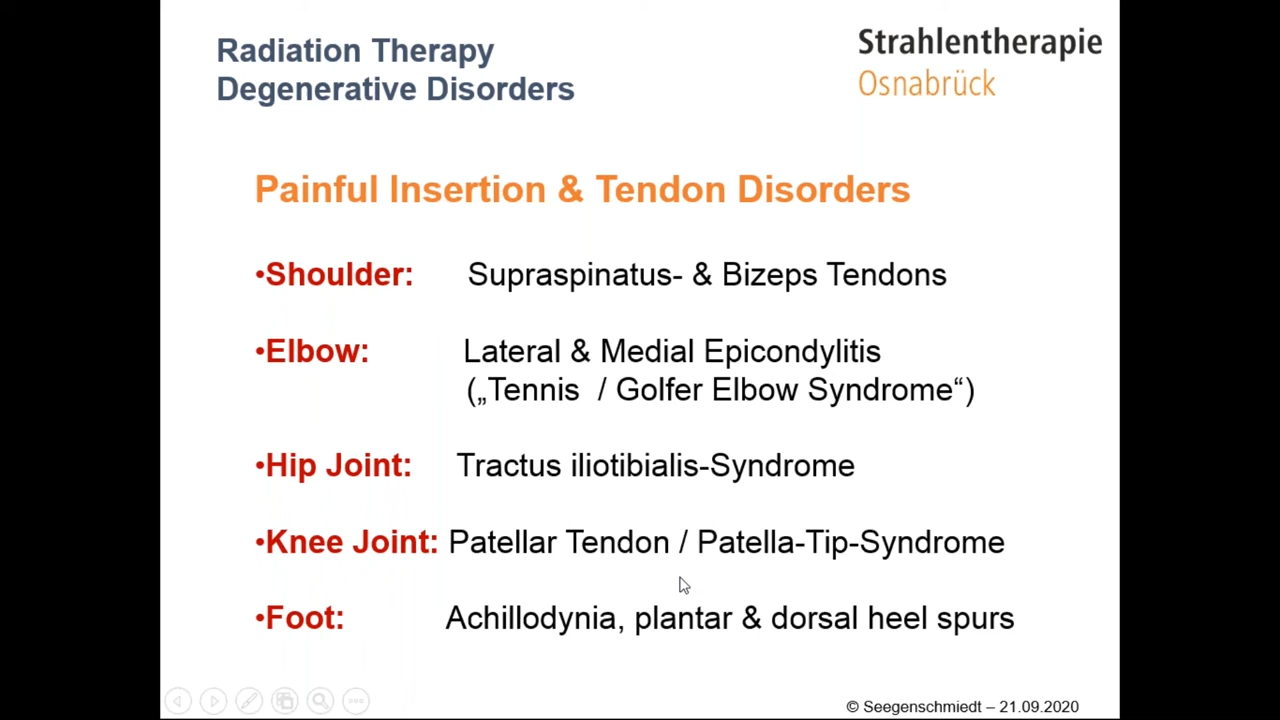 Radiation Therapy
Degenerative Disorders
Strahlentherapie
Osnabrück
Painful Insertion & Tendon Disorders
•Shoulder: Supraspinatus- & Bizeps Tendons
•Elbow: Lateral & Medial Epicondylitis
(„Tennis / Golfer Elbow Syndrome“)
•Hip Joint: Tractus iliotibialis-Syndrome
•Knee Joint: Patellar Tendon / Patella-Tip-Syndrome
•Foot: Achillodynia, plantar & dorsal heel spurs
© Seegenschmiedt – 21.09.2020